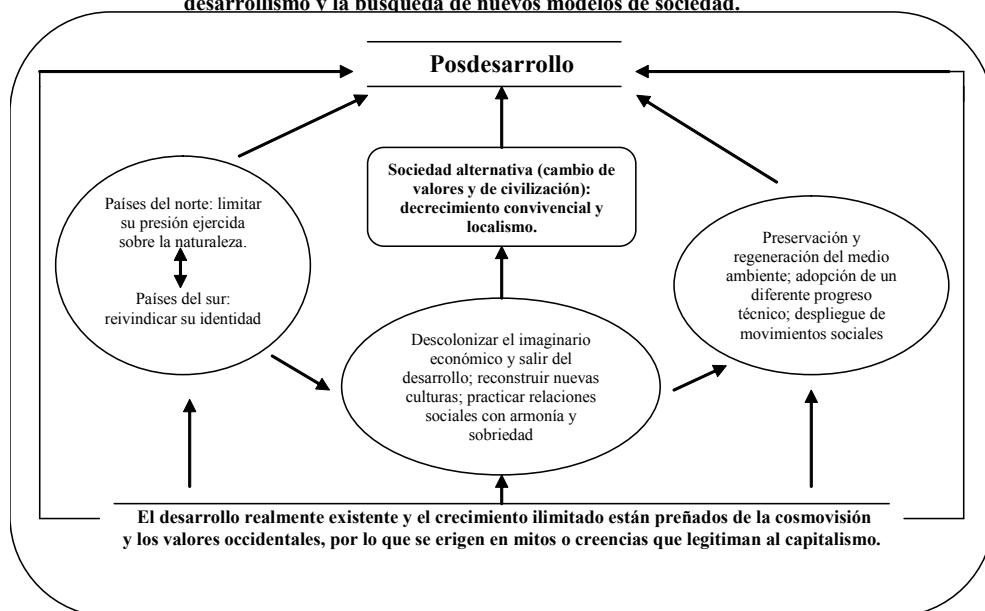 desarrollismo y la búsqueda de nuevos modelos de sociedad.
Posdesarrollo
Sociedad alternativa (cambio de
valores y de civilización):
decrecimiento convivencial y
localismo.
Países del norte: limitar
su presión ejercida
sobre la naturaleza.
Países del sur:
reivindicar su identidad
Preservación y
regeneración del medio
ambiente; adopción de un
diferente progreso
técnico; despliegue de
movimientos sociales
Descolonizar el imaginario
económico y salir del
desarrollo; reconstruir nuevas
culturas; practicar relaciones
sociales con armonía y
sobriedad
El desarrollo realmente existente y el crecimiento ilimitado están preñados de la cosmovisión
y los valores occidentales, por lo que se erigen en mitos o creencias que legitiman al capitalismo.